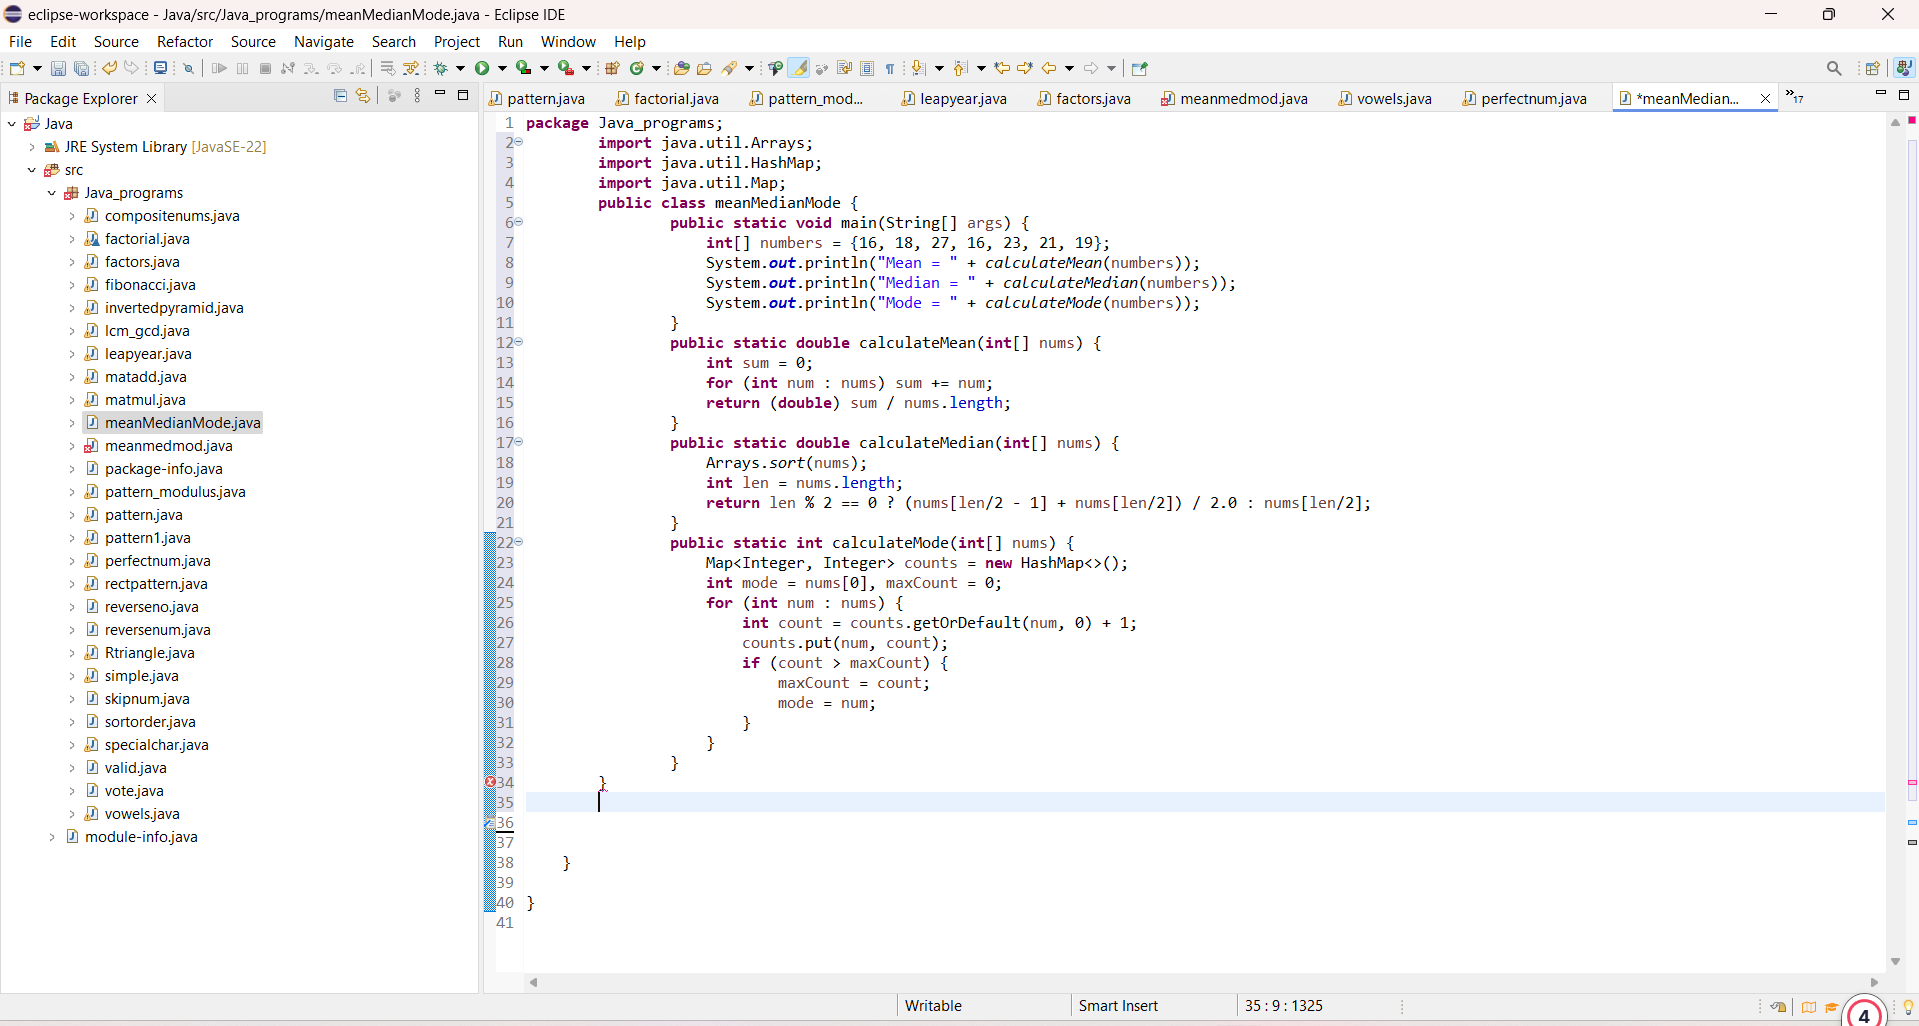 eclipse-workspace - Java/src/Java_programs/meanMedianMode.java - Eclipse IDE
File Edit Source Refactor Source Navigate Search Project Run Window Help
Package Explorer
pattern.java factorial.java pattern_mod... leapyear.java factors.java meanmedmod.java vowels.java perfectnum.java *meanMedian... »17
Java
JRE System Library [JavaSE-22]
src
Java_programs
compositenums.java
factorial.java
factors.java
fibonacci.java
invertedpyramid.java
lcm_gcd.java
leapyear.java
matadd.java
matmul.java
meanMedianMode.java
meanmedmod.java
package-info.java
pattern_modulus.java
pattern.java
pattern1.java
perfectnum.java
rectpattern.java
reverseno.java
reversenum.java
Rtriangle.java
simple.java
skipnum.java
sortorder.java
specialchar.java
valid.java
vote.java
vowels.java
module-info.java
1 package Java_programs;
2 import java.util.Arrays;
3 import java.util.HashMap;
4 import java.util.Map;
5 public class meanMedianMode {
6 public static void main(String[] args) {
7 int[] numbers = {16, 18, 27, 16, 23, 21, 19};
8 System.out.println("Mean = " + calculateMean(numbers));
9 System.out.println("Median = " + calculateMedian(numbers));
10 System.out.println("Mode = " + calculateMode(numbers));
11 }
12 public static double calculateMean(int[] nums) {
13 int sum = 0;
14 for (int num : nums) sum += num;
15 return (double) sum / nums.length;
16 }
17 public static double calculateMedian(int[] nums) {
18 Arrays.sort(nums);
19 int len = nums.length;
20 return len % 2 == 0 ? (nums[len/2 - 1] + nums[len/2]) / 2.0 : nums[len/2];
21 }
22 public static int calculateMode(int[] nums) {
23 Map<Integer, Integer> counts = new HashMap<>();
24 int mode = nums[0], maxCount = 0;
25 for (int num : nums) {
26 int count = counts.getOrDefault(num, 0) + 1;
27 counts.put(num, count);
28 if (count > maxCount) {
29 maxCount = count;
30 mode = num;
31 }
32 }
33 }
34 }
35
36
37
38 }
39
40 }
41
Writable Smart Insert 35 : 9 : 1325
4